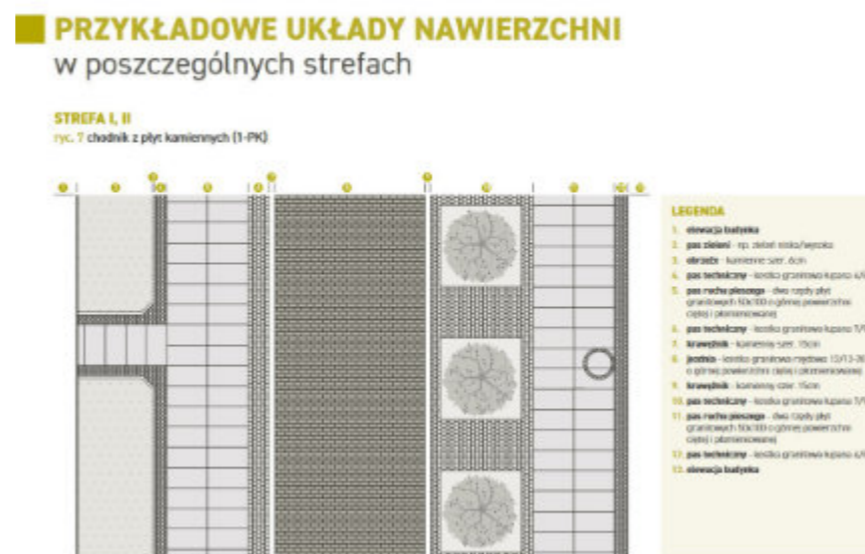 PRZYKŁADOWE UKŁADY NAWIERZCHNI
w poszczególnych strefach
STREFA I, II
ryc. 7 chodnik z płyt kamiennych (1-PK)
LEGENDA
1. elewacja budynku
2. pas zieleni - np. zieleń niska/wysoka
3. obrzeże - kamienne szer. 6cm
4. pas techniczny - kostka granitowa łupana
5. pas ruchu pieszego - dwa rzędy płyt
granitowych 50x100 o górnej powierzchni
ciętej i płomieniowanej
6. pas techniczny - kostka granitowa łupana
7. krawężnik - kamienny szer. 15cm
8. jezdnia - kostka granitowa rzędowa
o górnej powierzchni ciętej i płomieniowanej
9. krawężnik - kamienny szer. 15cm
10. pas techniczny - kostka granitowa łupana
11. pas ruchu pieszego - dwa rzędy płyt
granitowych 50x100 o górnej powierzchni
ciętej i płomieniowanej
12. pas techniczny - kostka granitowa łupana
13. elewacja budynku